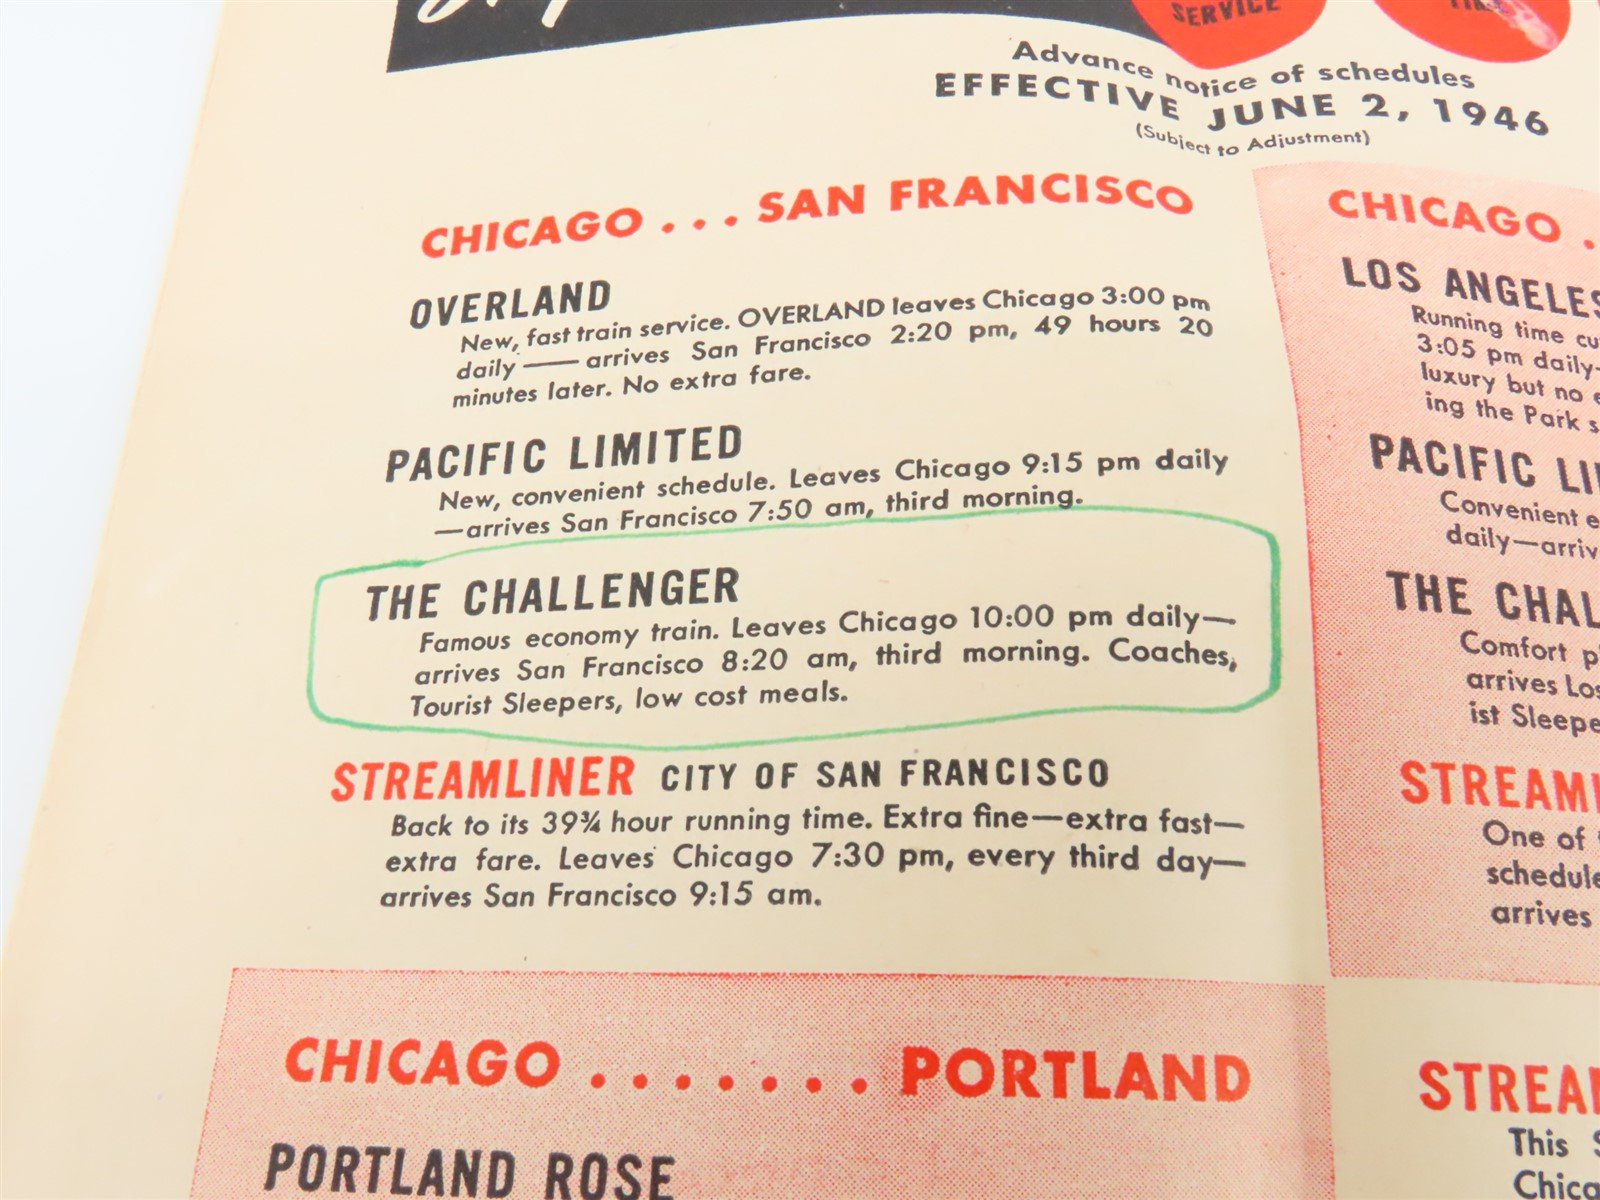 SERVICE
Advance notice of schedules
EFFECTIVE JUNE 2, 1946
(Subject to Adjustment)
CHICAGO . . . SAN FRANCISCO
OVERLAND
New, fast train service. OVERLAND leaves Chicago 3:00 pm
daily — arrives San Francisco 2:20 pm, 49 hours 20
minutes later. No extra fare.
PACIFIC LIMITED
New, convenient schedule. Leaves Chicago 9:15 pm daily
—arrives San Francisco 7:50 am, third morning.
THE CHALLENGER
Famous economy train. Leaves Chicago 10:00 pm daily—
arrives San Francisco 8:20 am, third morning. Coaches,
Tourist Sleepers, low cost meals.
STREAMLINER CITY OF SAN FRANCISCO
Back to its 39¾ hour running time. Extra fine—extra fast—
extra fare. Leaves Chicago 7:30 pm, every third day—
arrives San Francisco 9:15 am.
CHICAGO . . . . . . . PORTLAND
PORTLAND ROSE
CHICAGO .
LOS ANGELES
Running time cu
3:05 pm daily-
luxury but no e
ing the Park s
PACIFIC LI
Convenient e
daily—arriv
THE CHAL
Comfort p
arrives Los
ist Sleepe
STREAML
One of
schedule
arrives
STREA
This
Chica